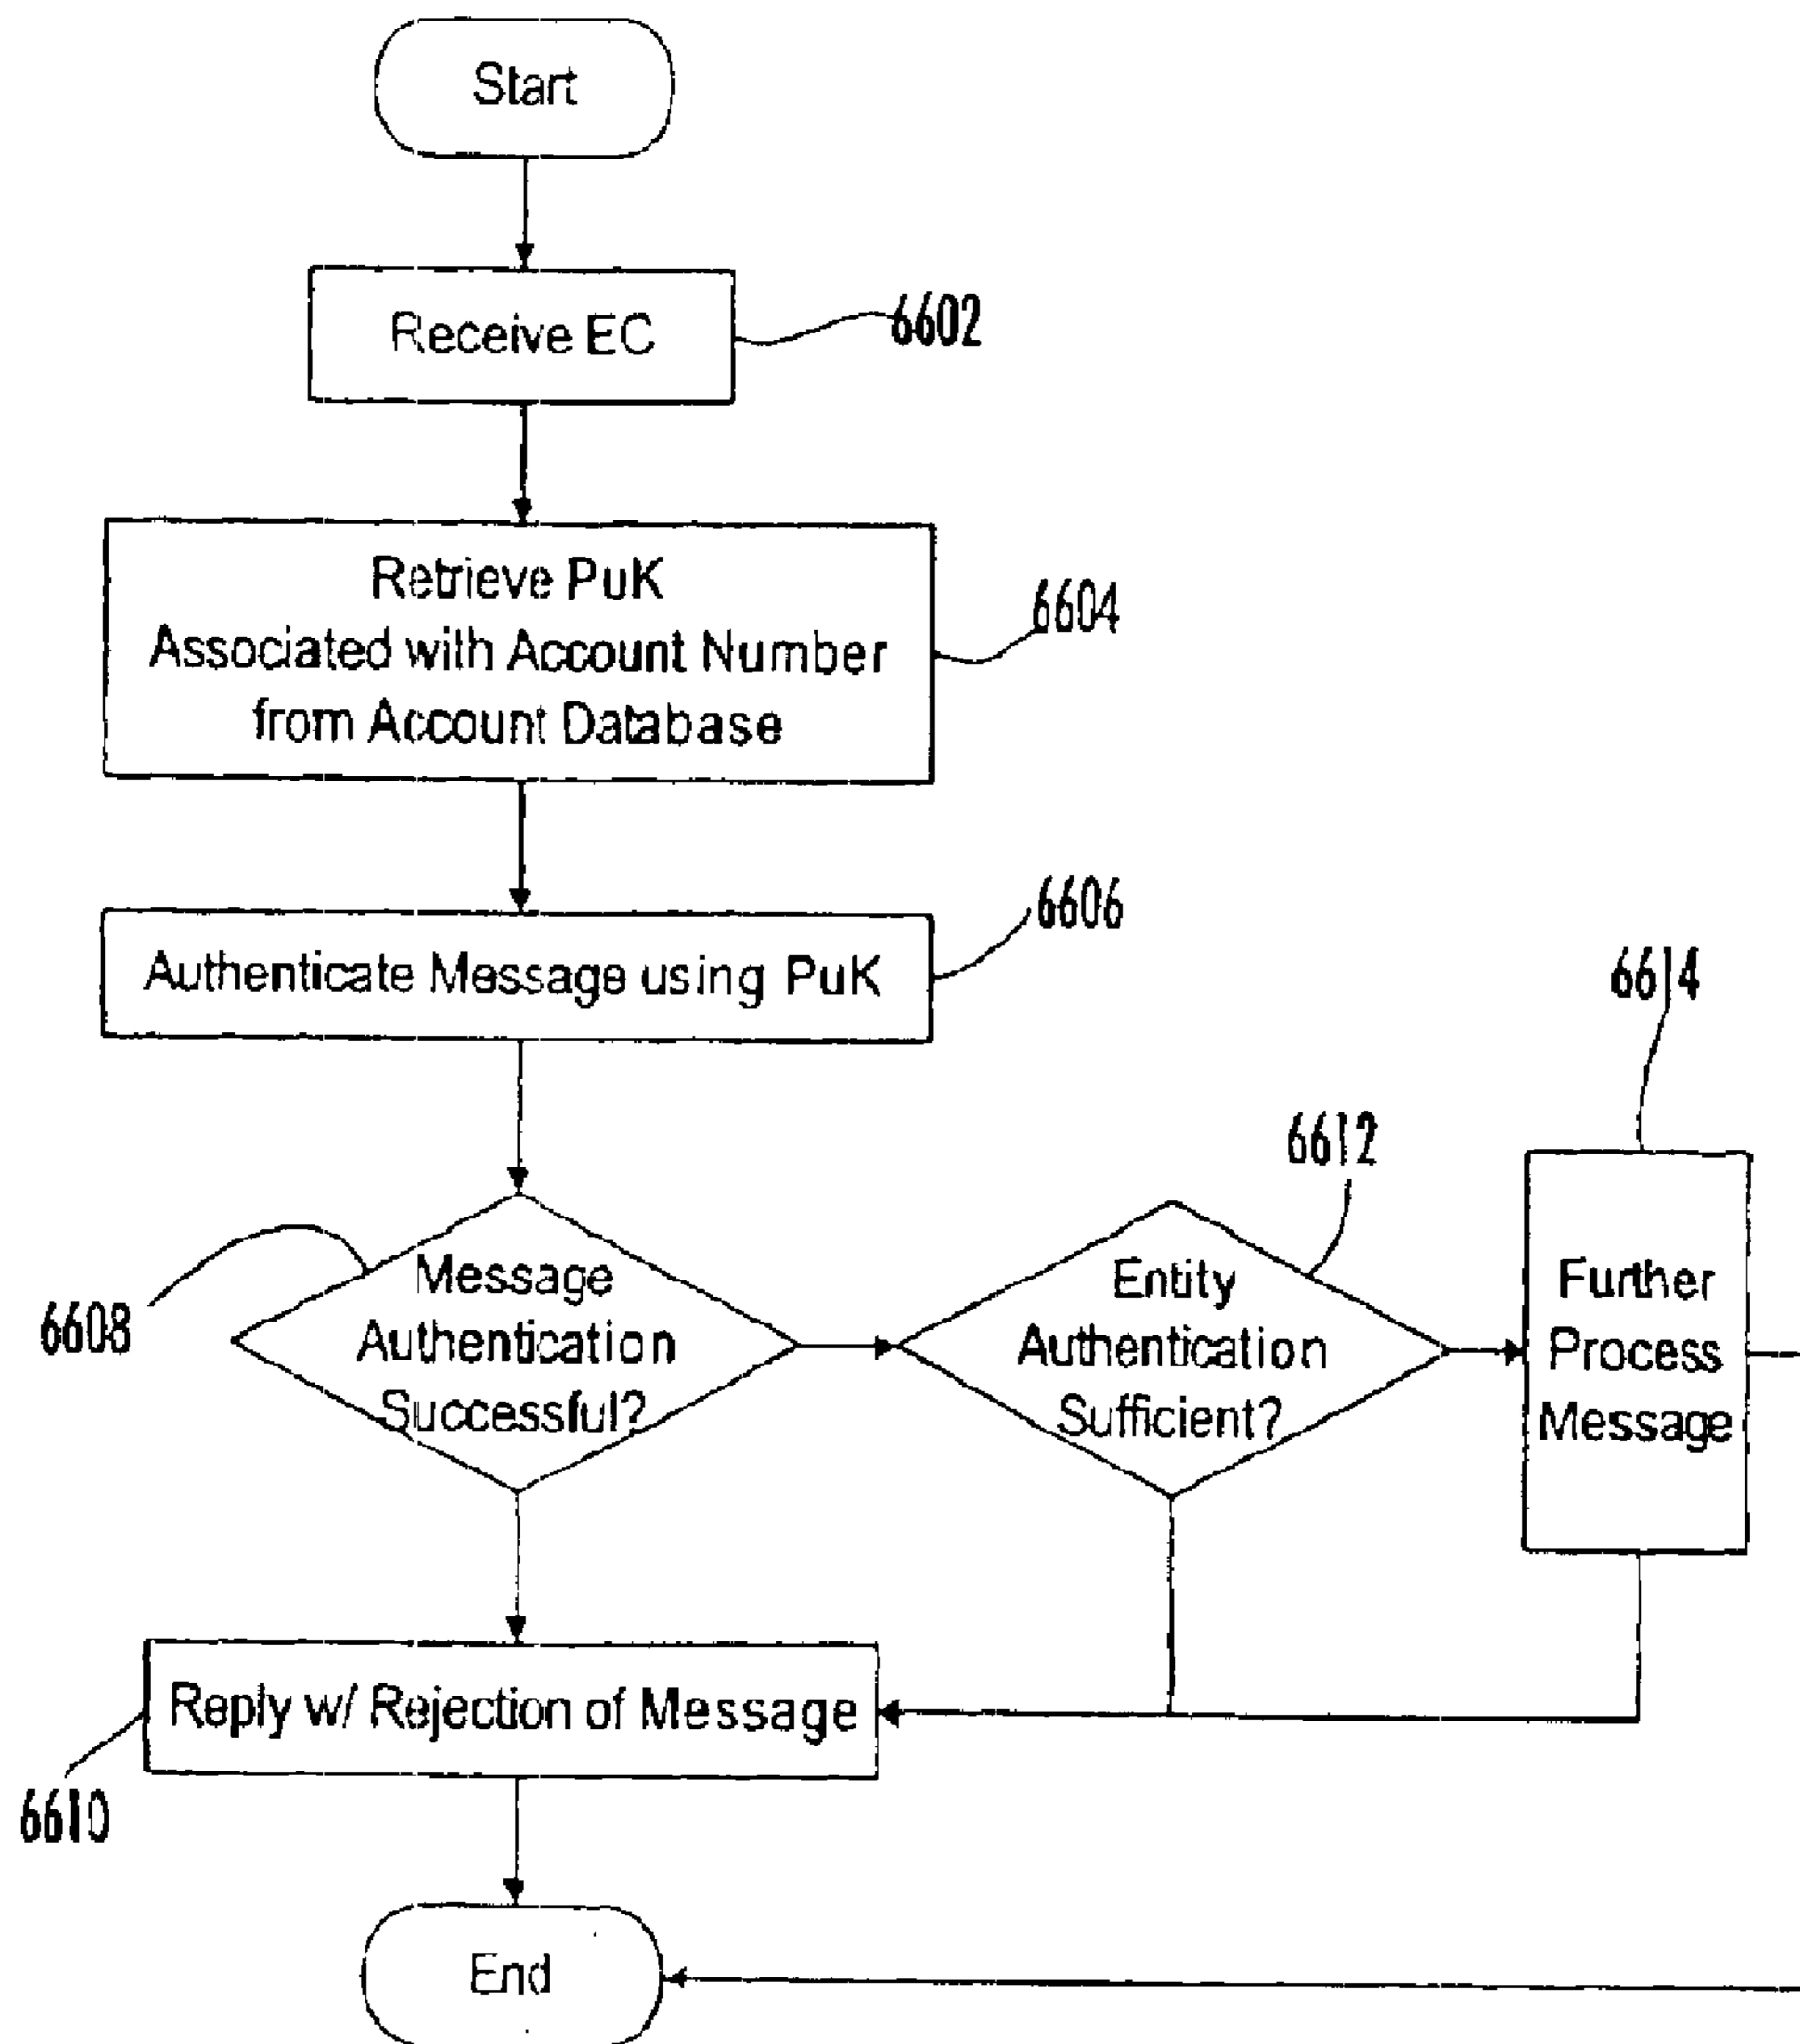 Start
Receive EC
6602
Retrieve PuK
Associated with Account Number
from Account Database
6604
Authenticate Message using PuK
6606
6614
6612
Message
Authentication
Successful?
6608
Entity
Authentication
Sufficient?
Further
Process
Message
Reply w/ Rejection of Message
6610
End